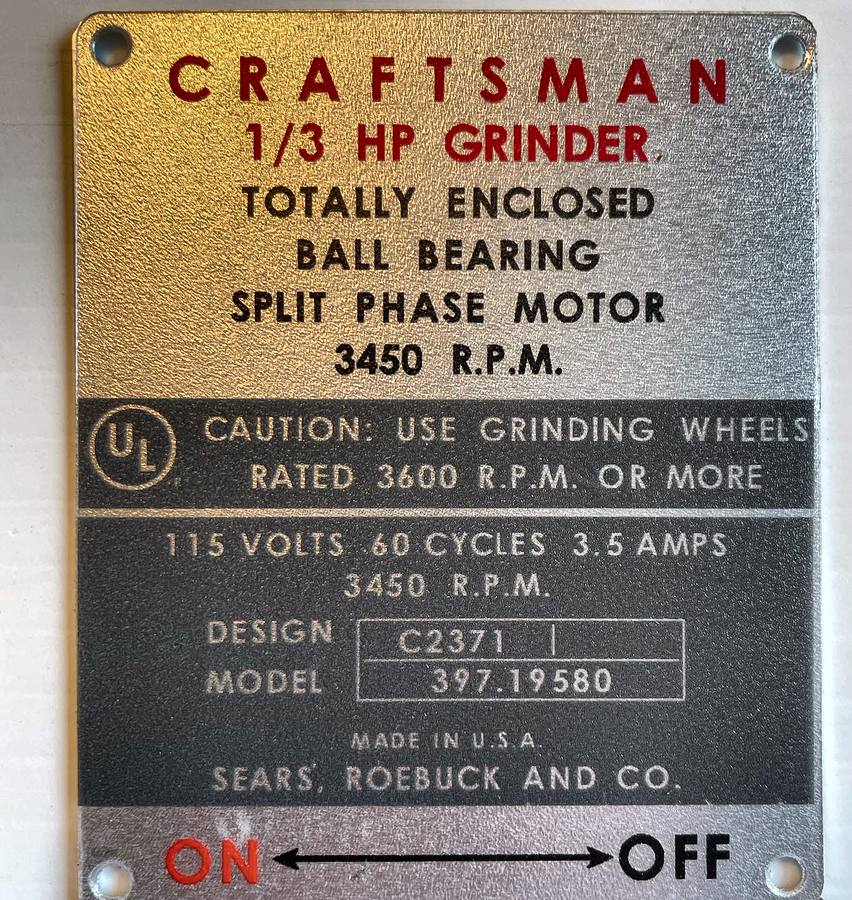 CRAFTSMAN
1/3 HP GRINDER
TOTALLY ENCLOSED
BALL BEARING
SPLIT PHASE MOTOR
3450 R.P.M.
UL
CAUTION: USE GRINDING WHEELS
RATED 3600 R.P.M. OR MORE
115 VOLTS 60 CYCLES 3.5 AMPS
3450 R.P.M.
DESIGN C2371 |
MODEL 397.19580
MADE IN U.S.A.
SEARS, ROEBUCK AND CO.
ON OFF